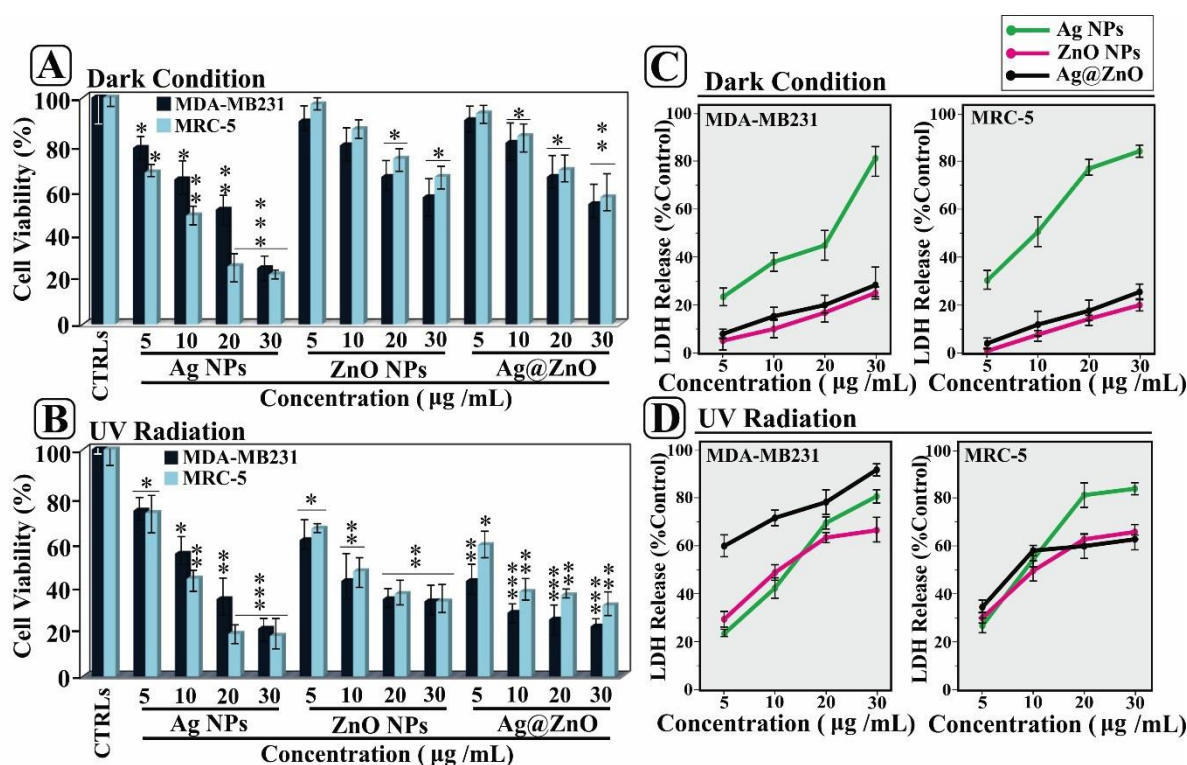 A
Dark Condition
100
80
60
40
20
0
Cell Viability (%)
MDA-MB231
MRC-5
* * * ** ** *** * * * * **
CTRLs
5 10 20 30 5 10 20 30 5 10 20 30
Ag NPs ZnO NPs Ag@ZnO
Concentration ( µg /mL)
B
UV Radiation
100
80
60
40
20
0
Cell Viability (%)
MDA-MB231
MRC-5
* * ** ** *** * ** ** ** * *** ** *** ** *** **
CTRLs
5 10 20 30 5 10 20 30 5 10 20 30
Ag NPs ZnO NPs Ag@ZnO
Concentration ( µg /mL)
Ag NPs
ZnO NPs
Ag@ZnO
C
Dark Condition
MDA-MB231
LDH Release (%Control)
80
60
40
20
0
5 10 20 30
Concentration ( µg /mL)
MRC-5
LDH Release (%Control)
80
60
40
20
0
5 10 20 30
Concentration ( µg /mL)
D
UV Radiation
MDA-MB231
LDH Release (%Control)
80
60
40
20
0
5 10 20 30
Concentration ( µg /mL)
MRC-5
LDH Release (%Control)
80
60
40
20
0
5 10 20 30
Concentration ( µg /mL)